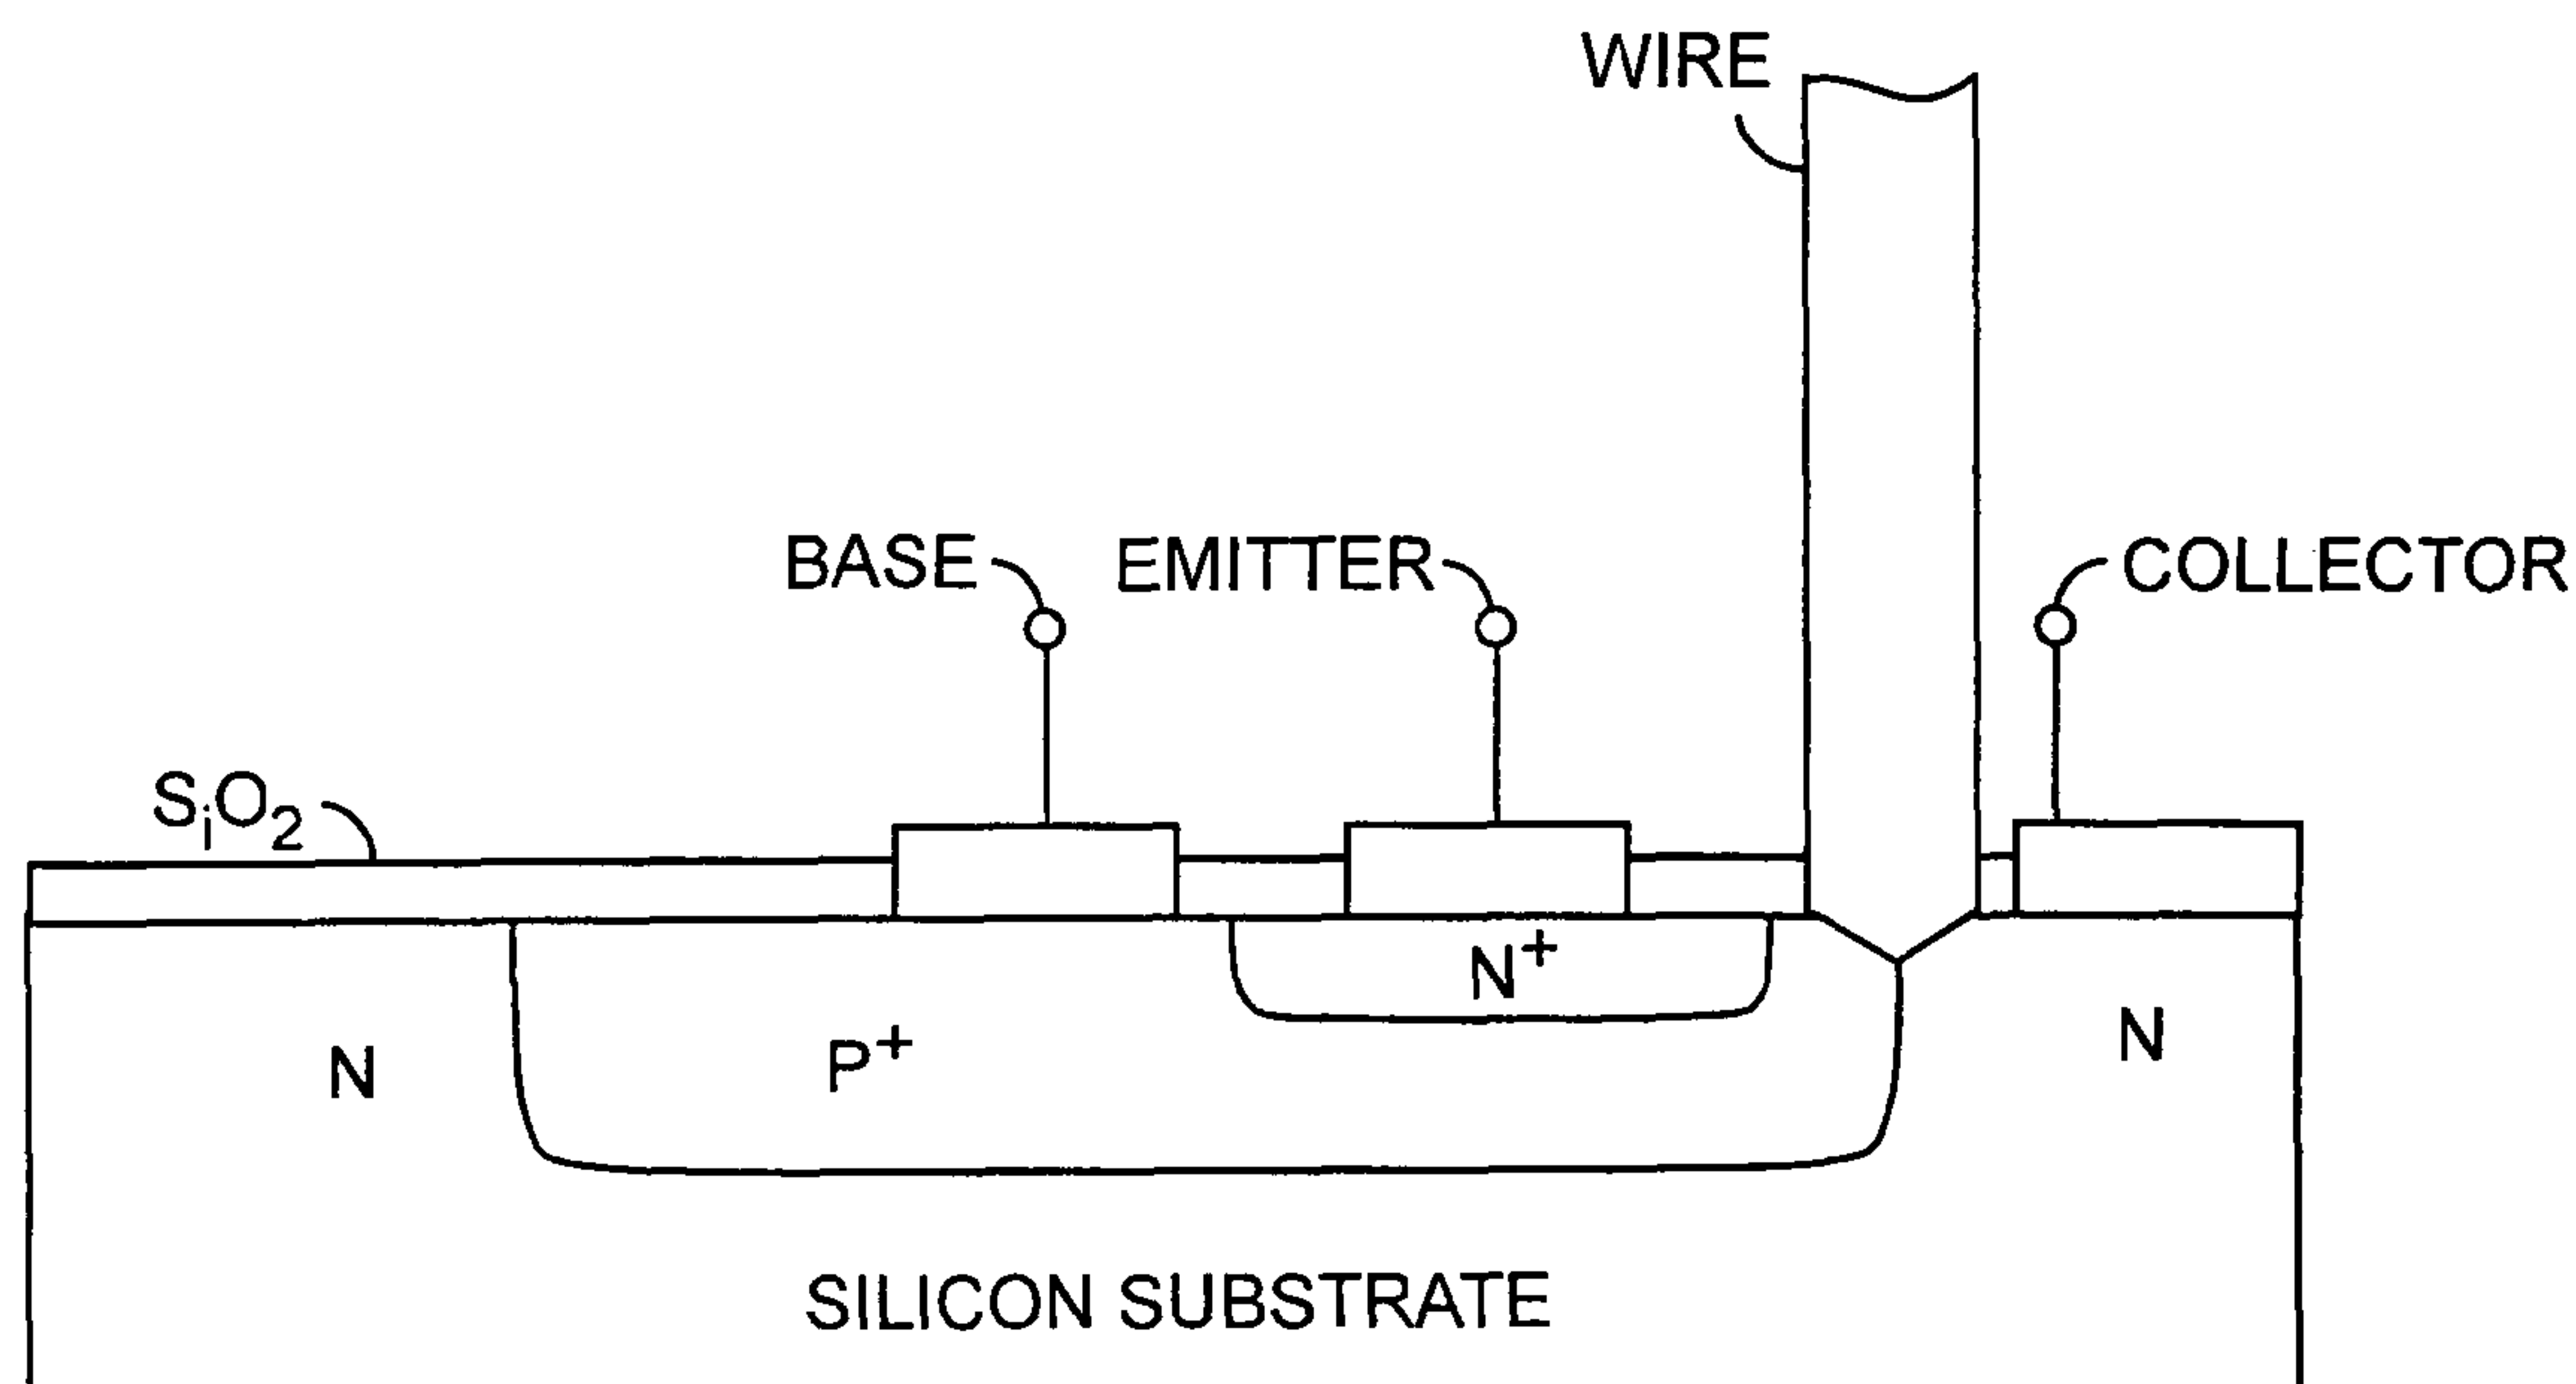 WIRE
BASE
EMITTER
COLLECTOR
SiO2
N+
N
P+
N
SILICON SUBSTRATE